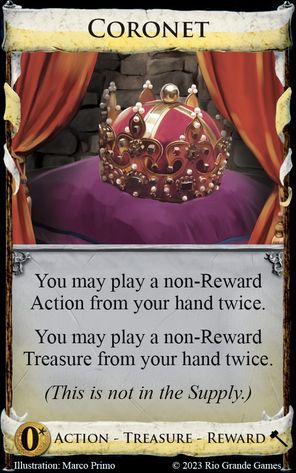 CORONET
You may play a non-Reward
Action from your hand twice.
You may play a non-Reward
Treasure from your hand twice.
(This is not in the Supply.)
0* ACTION - TREASURE - REWARD
Illustration: Marco Primo © 2023 Rio Grande Games